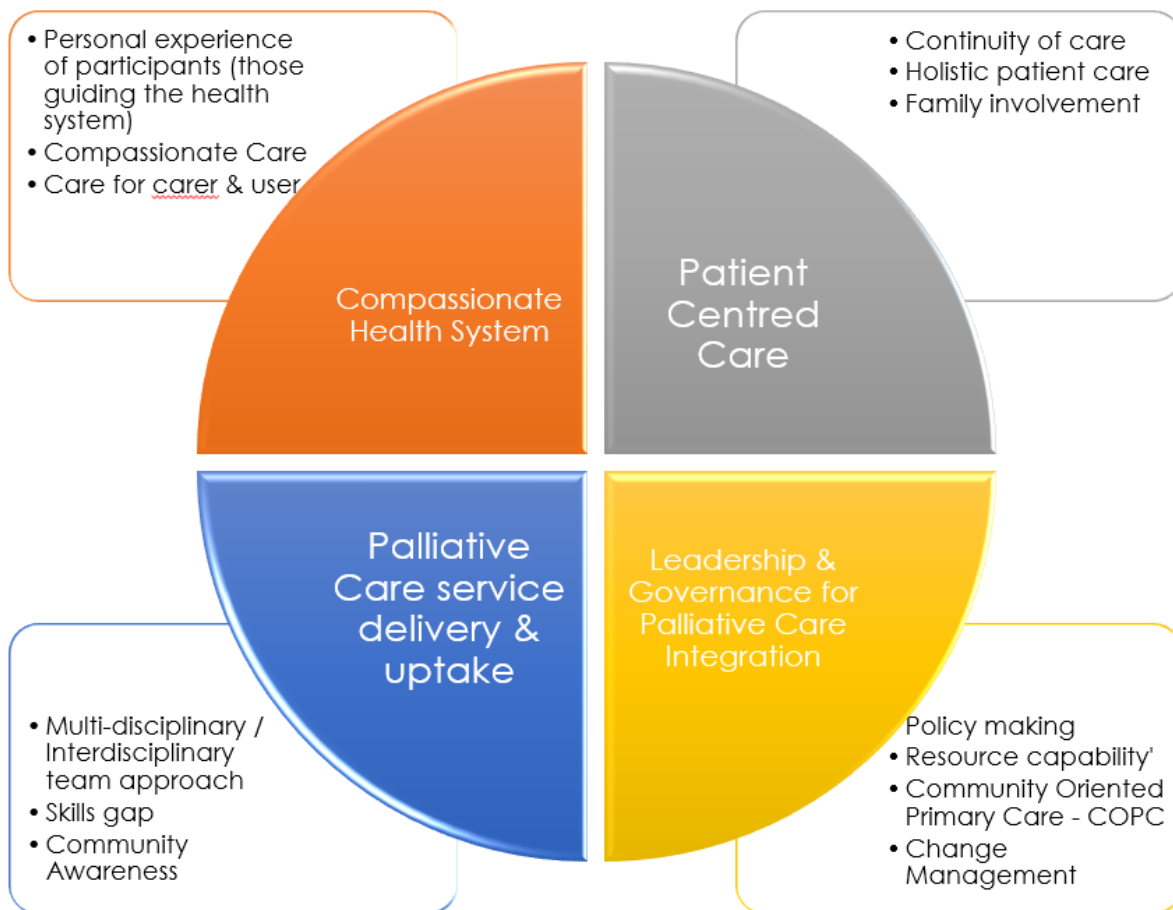 • Personal experience
of participants (those
guiding the health
system)
• Compassionate Care
• Care for carer & user
• Continuity of care
• Holistic patient care
• Family involvement
Compassionate
Health System
Patient
Centred
Care
Palliative
Care service
delivery &
uptake
Leadership &
Governance for
Palliative Care
Integration
• Multi-disciplinary /
Interdisciplinary
team approach
• Skills gap
• Community
Awareness
Policy making
• Resource capability'
• Community Oriented
Primary Care - COPC
• Change
Management